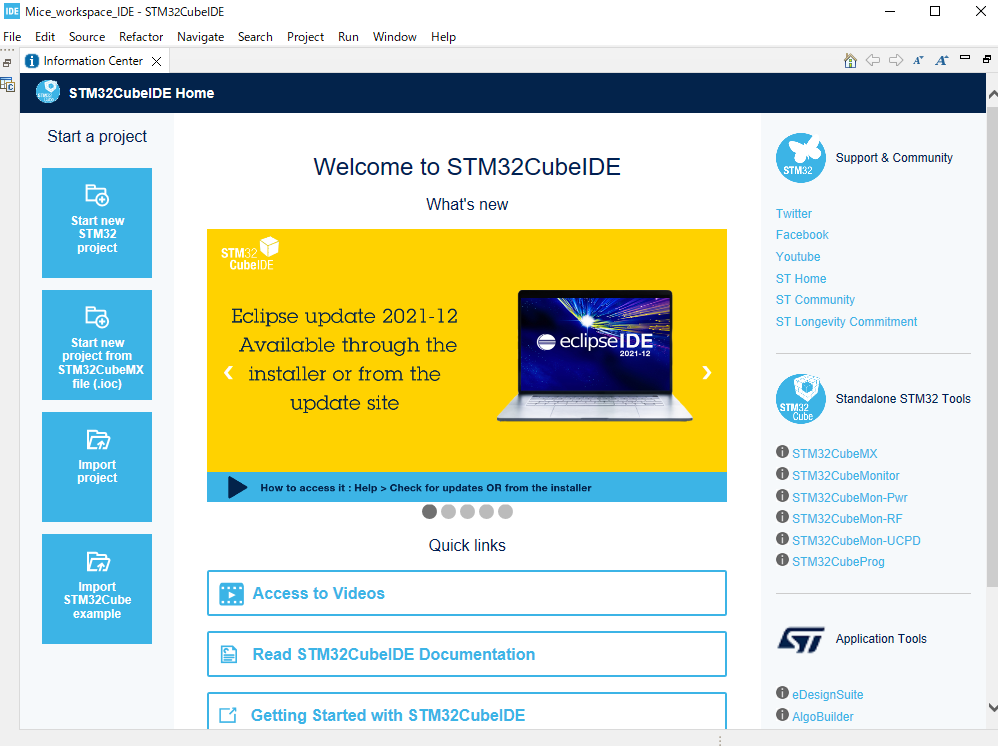 IDE Mice_workspace_IDE - STM32CubeIDE
File Edit Source Refactor Navigate Search Project Run Window Help
Information Center
STM32CubeIDE Home
Start a project
Start new
STM32
project
Start new
project from
STM32CubeMX
file (.ioc)
Import
project
Import
STM32Cube
example
Welcome to STM32CubeIDE
What's new
STM32
CubeIDE
Eclipse update 2021-12
Available through the
installer or from the
update site
eclipseIDE
2021-12
How to access it : Help > Check for updates OR from the installer
Quick links
Access to Videos
Read STM32CubeIDE Documentation
Getting Started with STM32CubeIDE
STM32
Support & Community
Twitter
Facebook
Youtube
ST Home
ST Community
ST Longevity Commitment
STM32
Cube
Standalone STM32 Tools
STM32CubeMX
STM32CubeMonitor
STM32CubeMon-Pwr
STM32CubeMon-RF
STM32CubeMon-UCPD
STM32CubeProg
ST
Application Tools
eDesignSuite
AlgoBuilder